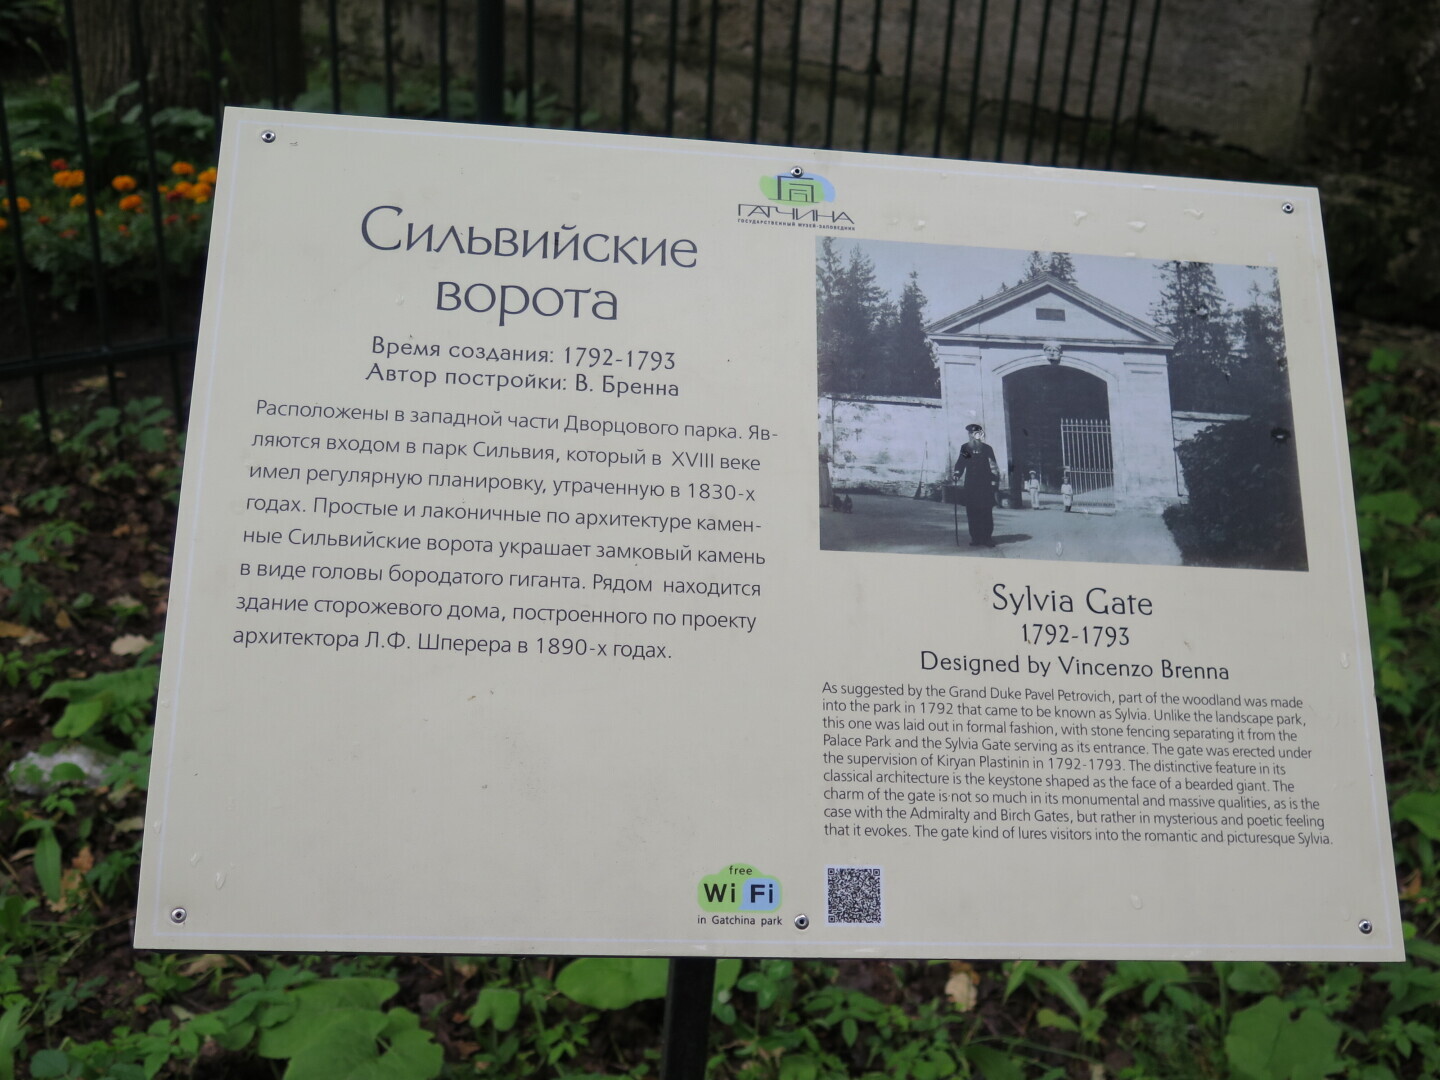 ГАТЧИНА
ГОСУДАРСТВЕННЫЙ МУЗЕЙ-ЗАПОВЕДНИК
Сильвийские
ворота
Время создания: 1792-1793
Автор постройки: В. Бренна
Расположены в западной части Дворцового парка. Яв-
ляются входом в парк Сильвия, который в XVIII веке
имел регулярную планировку, утраченную в 1830-х
годах. Простые и лаконичные по архитектуре камен-
ные Сильвийские ворота украшает замковый камень
в виде головы бородатого гиганта. Рядом находится
здание сторожевого дома, построенного по проекту
архитектора Л.Ф. Шперера в 1890-х годах.
Sylvia Gate
1792-1793
Designed by Vincenzo Brenna
As suggested by the Grand Duke Pavel Petrovich, part of the woodland was made
into the park in 1792 that came to be known as Sylvia. Unlike the landscape park,
this one was laid out in formal fashion, with stone fencing separating it from the
Palace Park and the Sylvia Gate serving as its entrance. The gate was erected under
the supervision of Kiryan Plastinin in 1792-1793. The distinctive feature in its
classical architecture is the keystone shaped as the face of a bearded giant. The
charm of the gate is not so much in its monumental and massive qualities, as is the
case with the Admiralty and Birch Gates, but rather in mysterious and poetic feeling
that it evokes. The gate kind of lures visitors into the romantic and picturesque Sylvia.
free
Wi Fi
in Gatchina park